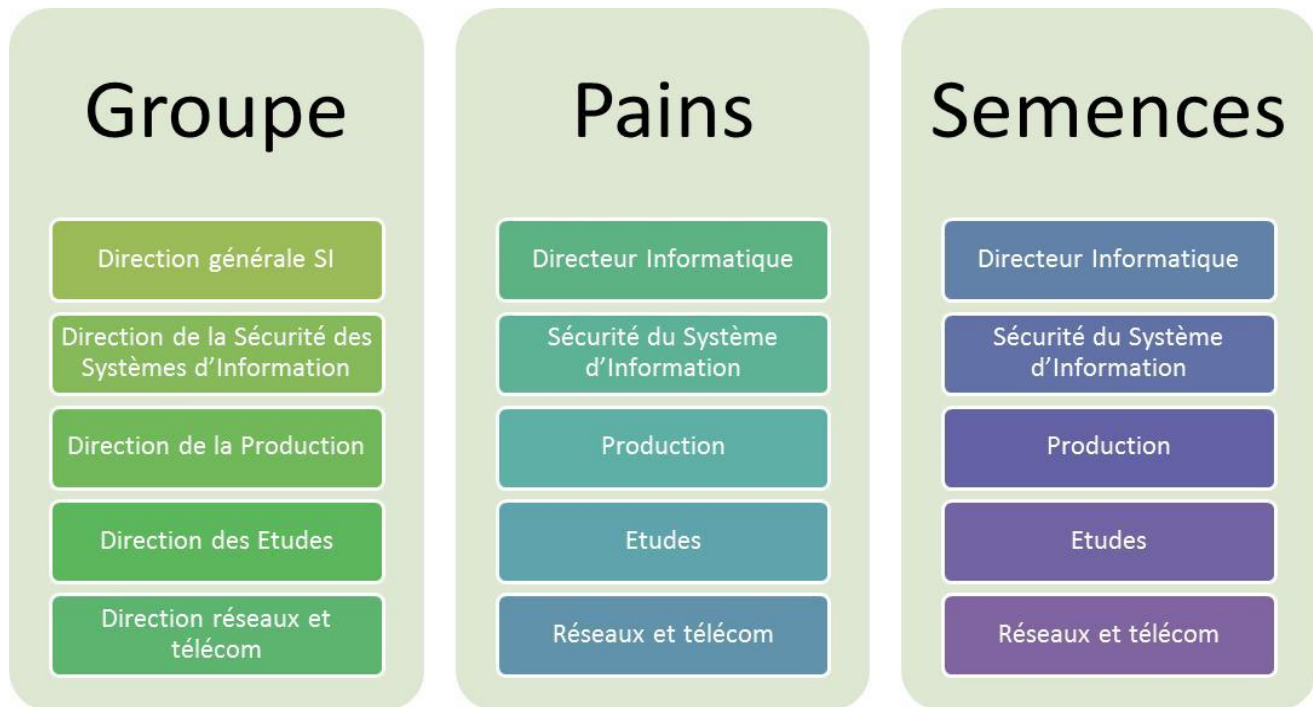 Groupe
Direction générale SI
Direction de la Sécurité des
Systèmes d’Information
Direction de la Production
Direction des Etudes
Direction réseaux et
télécom
Pains
Directeur Informatique
Sécurité du Système
d’Information
Production
Etudes
Réseaux et télécom
Semences
Directeur Informatique
Sécurité du Système
d’Information
Production
Etudes
Réseaux et télécom